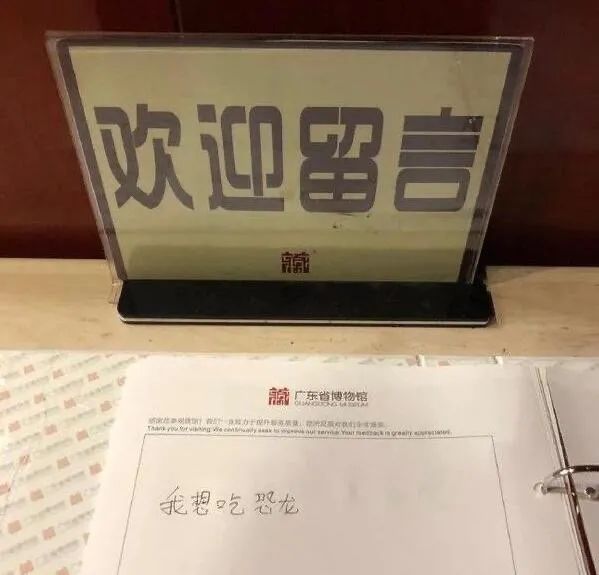 欢迎留言
广东省博物馆
GUANGDONG MUSEUM
Thank you for visiting. We continually seek to improve our service. Your feedback is greatly appreciated.
我想吃恐龙